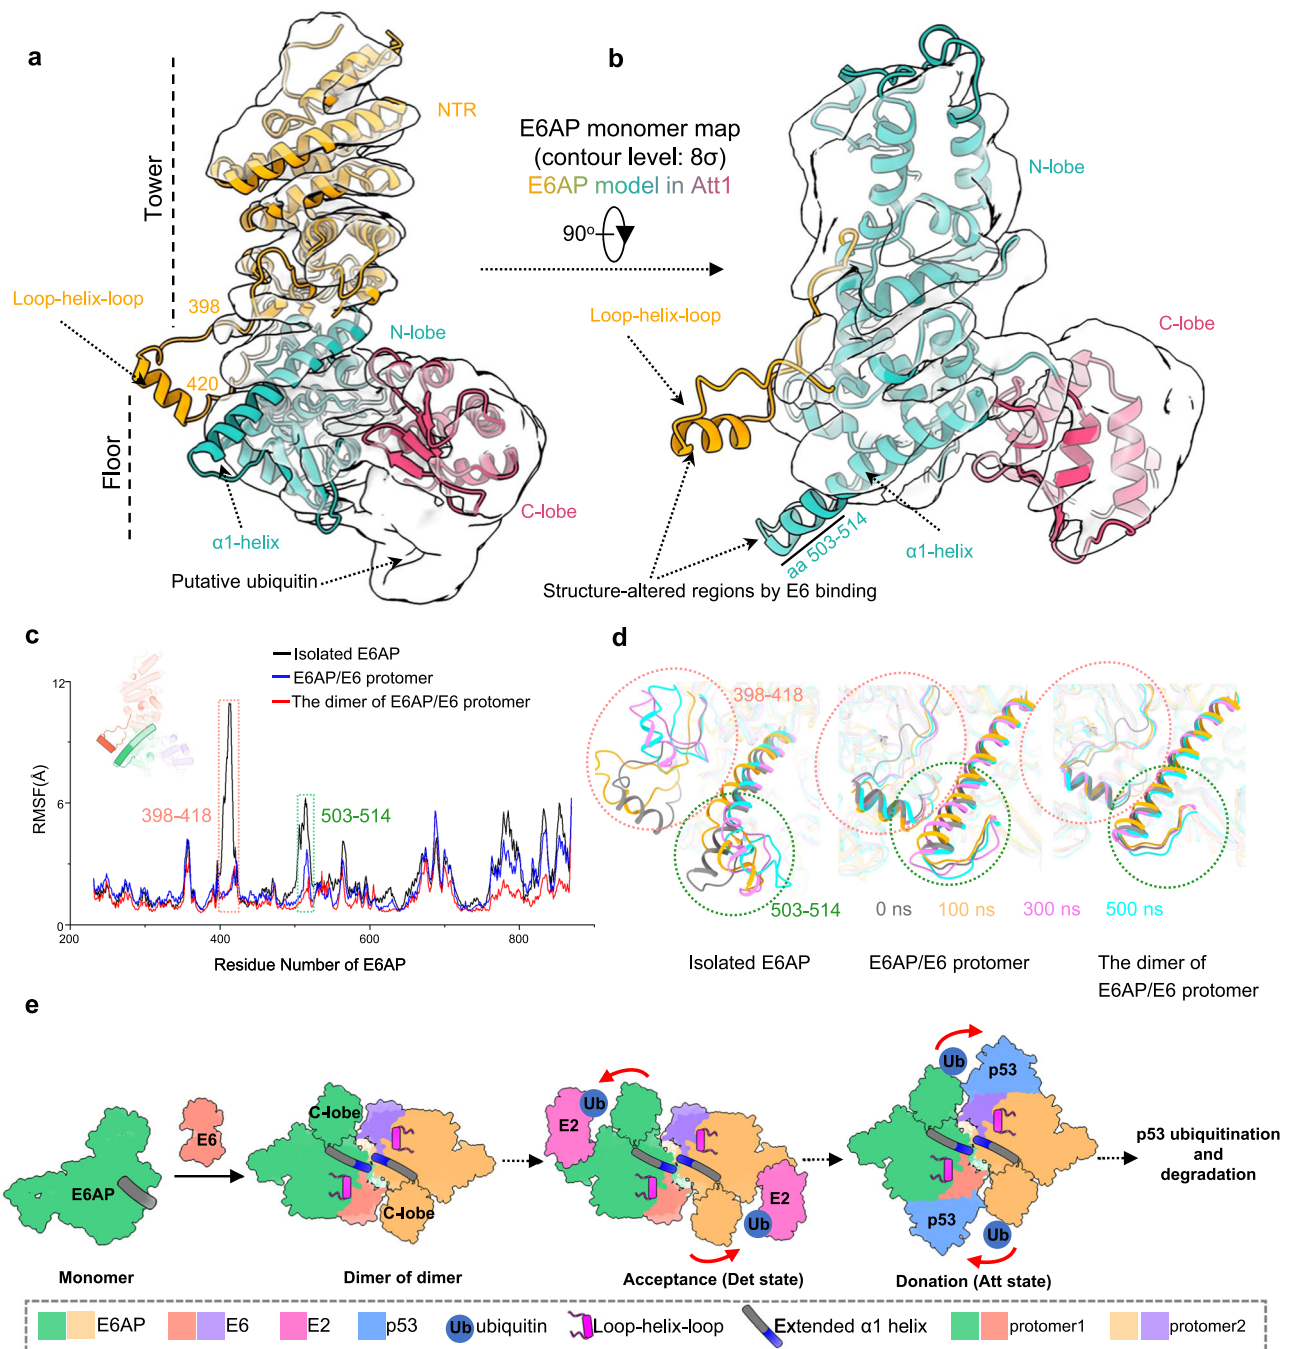 a
Tower
Floor
NTR
Loop-helix-loop
398
420
N-lobe
C-lobe
α1-helix
Putative ubiquitin
E6AP monomer map
(contour level: 8σ)
E6AP model in Att1
90º
b
N-lobe
Loop-helix-loop
C-lobe
aa 503-514
α1-helix
Structure-altered regions by E6 binding
c
Isolated E6AP
E6AP/E6 protomer
The dimer of E6AP/E6 protomer
12
6
0
RMSF(Å)
398-418
503-514
200
400
600
800
Residue Number of E6AP
d
398-418
503-514
0 ns
100 ns
300 ns
500 ns
Isolated E6AP
E6AP/E6 protomer
The dimer of
E6AP/E6 protomer
e
E6AP
E6
C-lobe
C-lobe
E2
Ub
Ub
E2
Ub
p53
p53
Ub
p53 ubiquitination
and
degradation
Monomer
Dimer of dimer
Acceptance (Det state)
Donation (Att state)
E6AP
E6
E2
p53
Ub
ubiquitin
Loop-helix-loop
Extended α1 helix
protomer1
protomer2